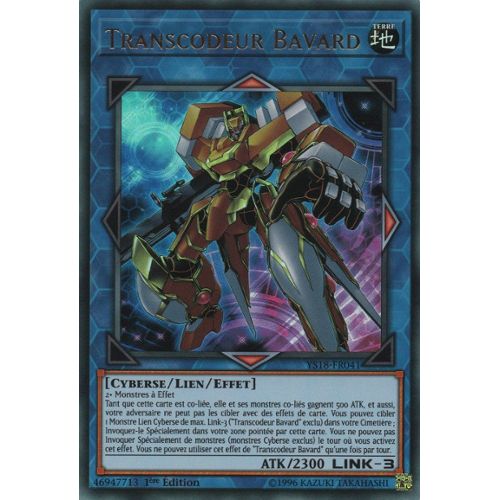 TRANSCODEUR BAVARD
TERRE
地
YS18-FR041
[CYBERSE/LIEN/EFFET]
2+ Monstres à Effet
Tant que cette carte est co-liée, elle et ses monstres co-liés gagnent 500 ATK, et aussi,
votre adversaire ne peut pas les cibler avec des effets de carte. Vous pouvez cibler
1 Monstre Lien Cyberse de max. Link-3 ("Transcodeur Bavard" exclu) dans votre Cimetière ;
Invoquez-le Spécialement dans votre zone pointée par cette carte. Vous ne pouvez pas
Invoquer Spécialement de monstres (monstres Cyberse exclus) le tour où vous activez
cet effet. Vous ne pouvez utiliser cet effet de "Transcodeur Bavard" qu'une fois par tour.
ATK/2300 LINK-3
46947713 1ère Edition
©1996 KAZUKI TAKAHASHI